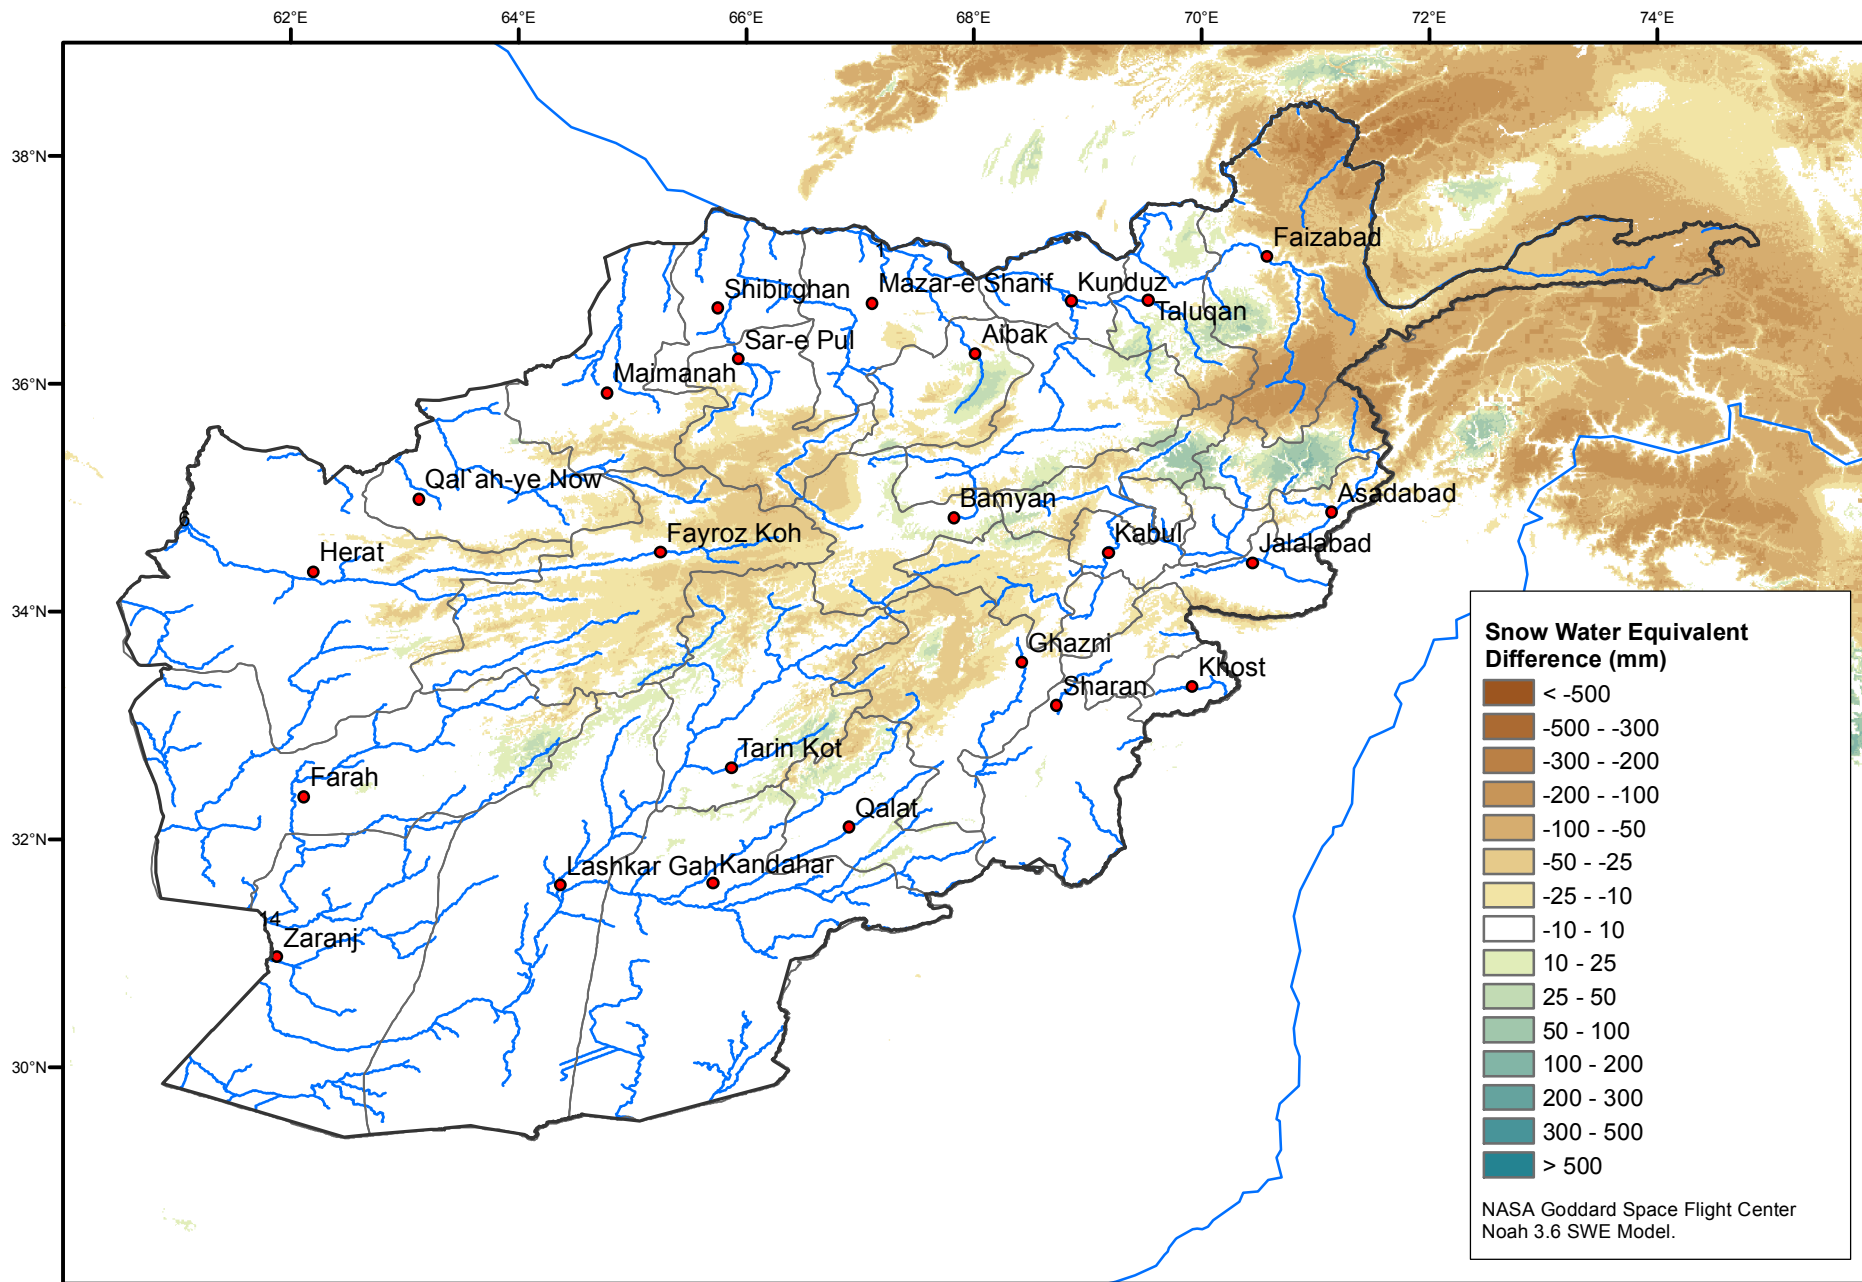 62°E 64°E 66°E 68°E 70°E 72°E 74°E
38°N
Faizabad
Shibirghan
Mazar-e Sharif
Kunduz
Taluqan
Sar-e Pul
Aibak
36°N
Maimanah
Qal ah-ye Now
Bamyan
Asadabad
6
Herat
Fayroz Koh
Kabul
Jalalabad
34°N
Ghazni
Khost
Sharan
Tarin Kot
Farah
Qalat
32°N
Lashkar Gah
Kandahar
14
Zaranj
30°N
Snow Water Equivalent
Difference (mm)
< -500
-500 - -300
-300 - -200
-200 - -100
-100 - -50
-50 - -25
-25 - -10
-10 - 10
10 - 25
25 - 50
50 - 100
100 - 200
200 - 300
300 - 500
> 500
NASA Goddard Space Flight Center
Noah 3.6 SWE Model.